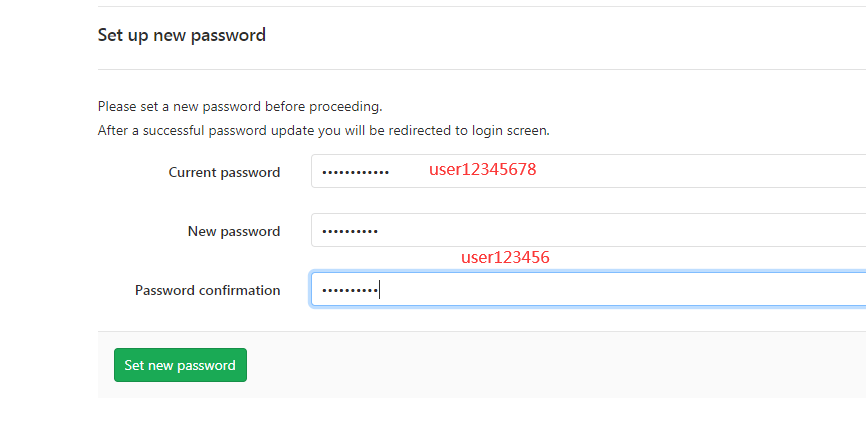 Set up new password
Please set a new password before proceeding.
After a successful password update you will be redirected to login screen.
Current password •••••••••••• user12345678
New password ••••••••••
user123456
Password confirmation ••••••••••
Set new password